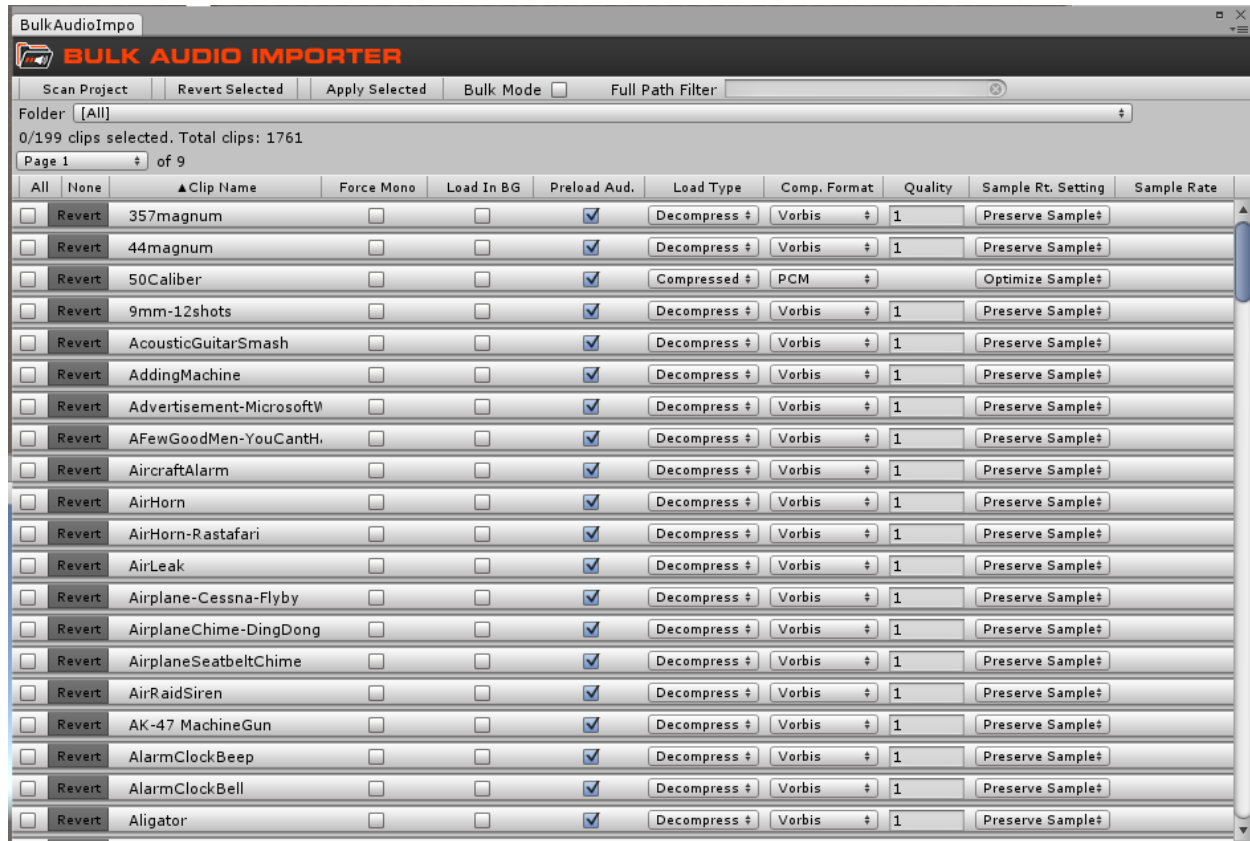 BulkAudioImpo
BULK AUDIO IMPORTER
Scan Project Revert Selected Apply Selected Bulk Mode Full Path Filter
Folder [All]
0/199 clips selected. Total clips: 1761
Page 1 of 9
All None ▲Clip Name Force Mono Load In BG Preload Aud. Load Type Comp. Format Quality Sample Rt. Setting Sample Rate
Revert 357magnum Decompress Vorbis 1 Preserve Sample
Revert 44magnum Decompress Vorbis 1 Preserve Sample
Revert 50Caliber Compressed PCM Optimize Sample
Revert 9mm-12shots Decompress Vorbis 1 Preserve Sample
Revert AcousticGuitarSmash Decompress Vorbis 1 Preserve Sample
Revert AddingMachine Decompress Vorbis 1 Preserve Sample
Revert Advertisement-MicrosoftW Decompress Vorbis 1 Preserve Sample
Revert AFewGoodMen-YouCantH Decompress Vorbis 1 Preserve Sample
Revert AircraftAlarm Decompress Vorbis 1 Preserve Sample
Revert AirHorn Decompress Vorbis 1 Preserve Sample
Revert AirHorn-Rastafari Decompress Vorbis 1 Preserve Sample
Revert AirLeak Decompress Vorbis 1 Preserve Sample
Revert Airplane-Cessna-Flyby Decompress Vorbis 1 Preserve Sample
Revert AirplaneChime-DingDong Decompress Vorbis 1 Preserve Sample
Revert AirplaneSeatbeltChime Decompress Vorbis 1 Preserve Sample
Revert AirRaidSiren Decompress Vorbis 1 Preserve Sample
Revert AK-47 MachineGun Decompress Vorbis 1 Preserve Sample
Revert AlarmClockBeep Decompress Vorbis 1 Preserve Sample
Revert AlarmClockBell Decompress Vorbis 1 Preserve Sample
Revert Aligator Decompress Vorbis 1 Preserve Sample